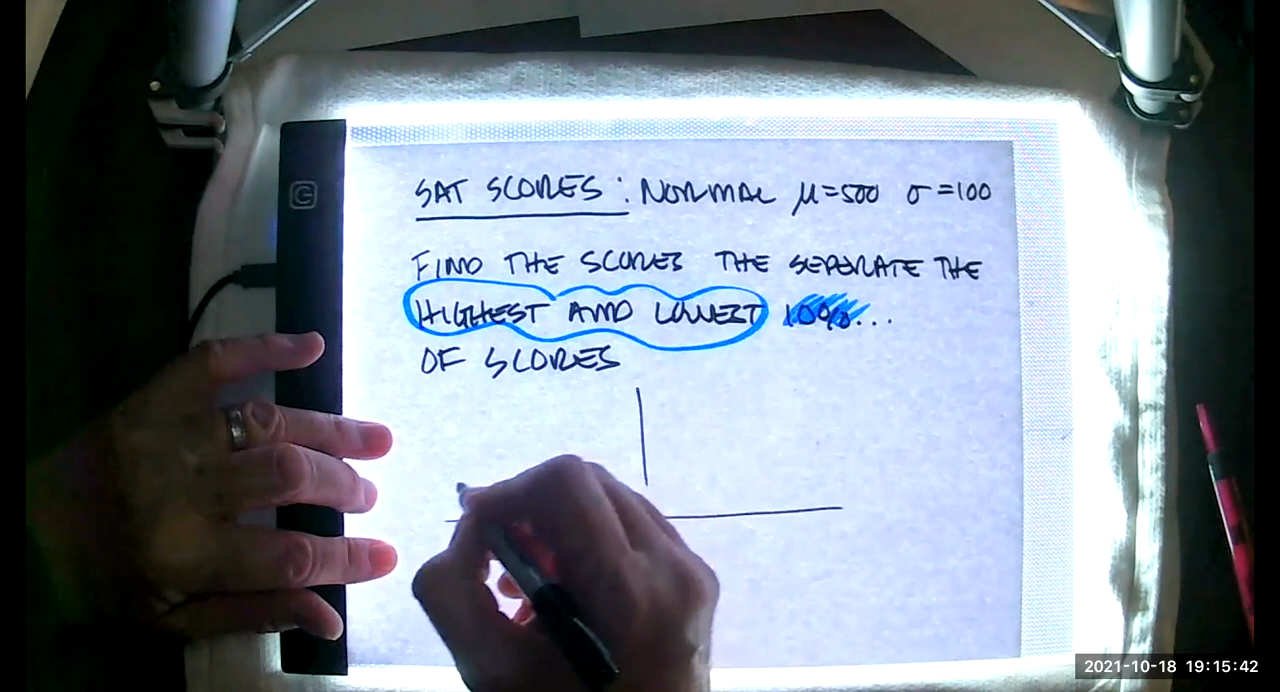 SAT SCORES: NORMAL μ=500 σ=100
FIND THE SCORES THE SEPERATE THE
HIGHEST AND LOWEST 10%...
OF SCORES
2021-10-18 19:15:42